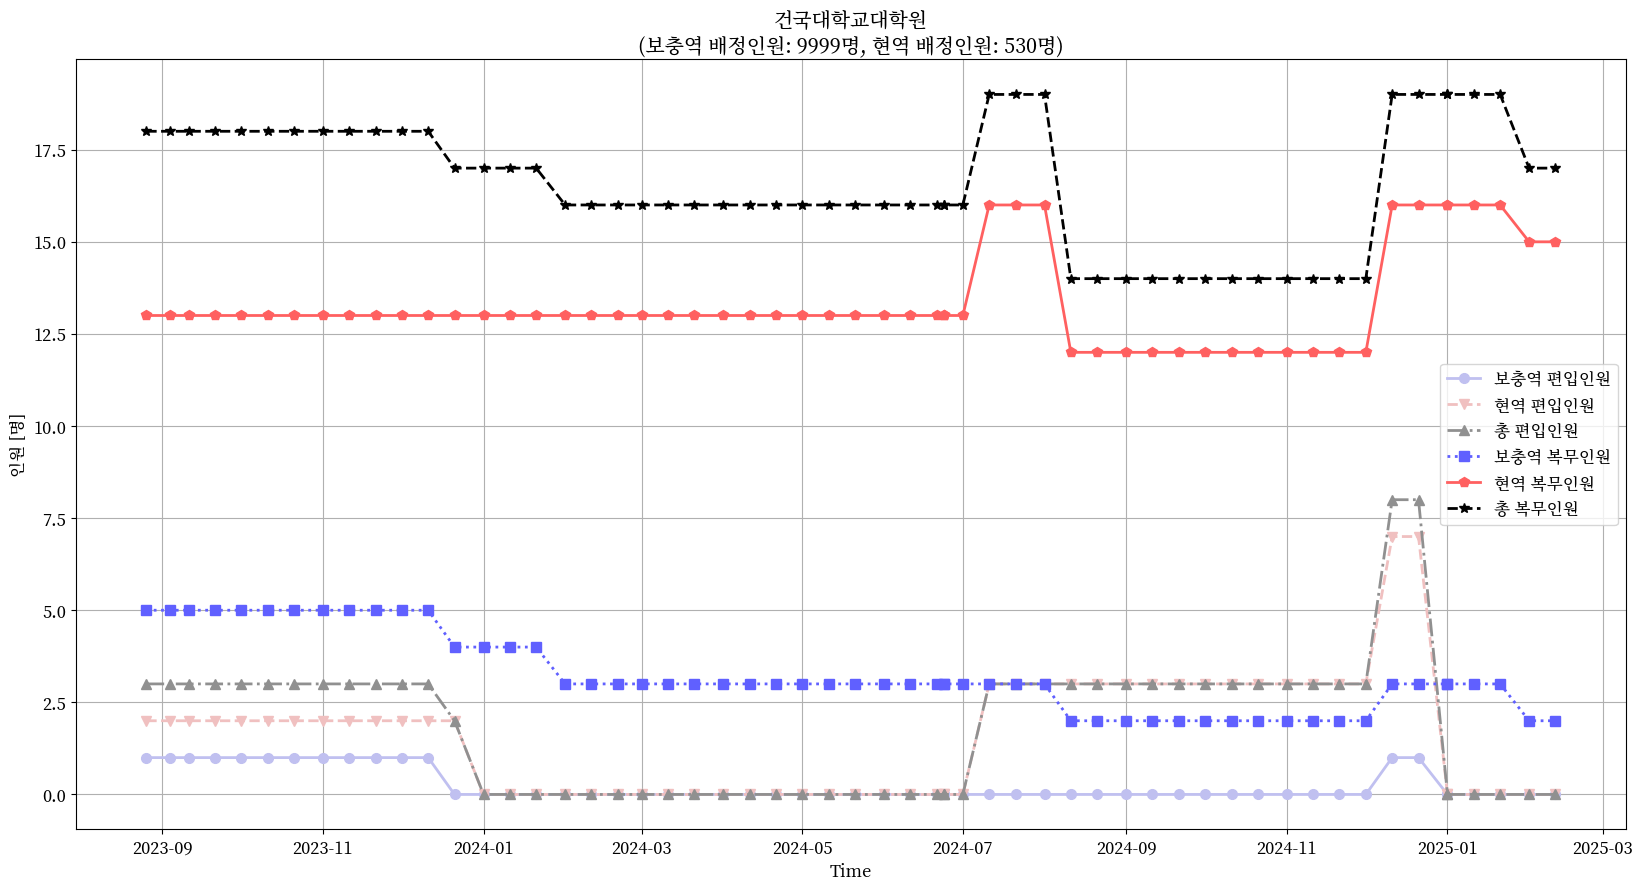 건국대학교대학원
(보충역 배정인원: 9999명, 현역 배정인원: 530명)
인원 [명]
17.5
15.0
12.5
10.0
7.5
5.0
2.5
0.0
보충역 편입인원
현역 편입인원
총 편입인원
보충역 복무인원
현역 복무인원
총 복무인원
2023-09 2023-11 2024-01 2024-03 2024-05 2024-07 2024-09 2024-11 2025-01 2025-03
Time